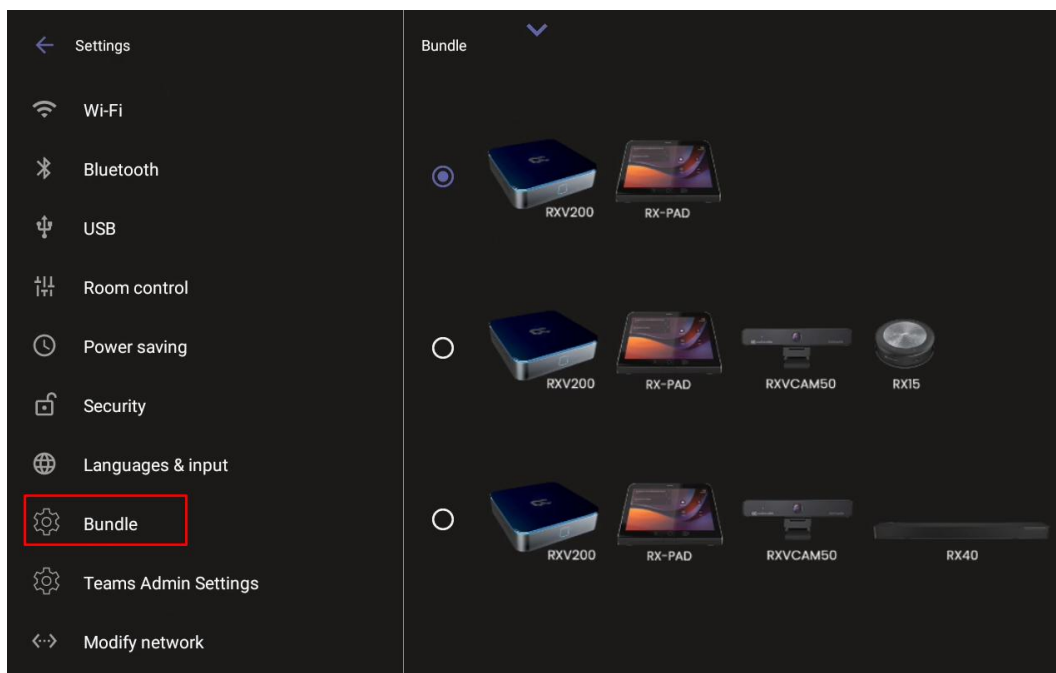 Settings
Wi-Fi
Bluetooth
USB
Room control
Power saving
Security
Languages & input
Bundle
Teams Admin Settings
Modify network
Bundle
RXV200 RX-PAD
RXV200 RX-PAD RXVCAM50 RX15
RXV200 RX-PAD RXVCAM50 RX40